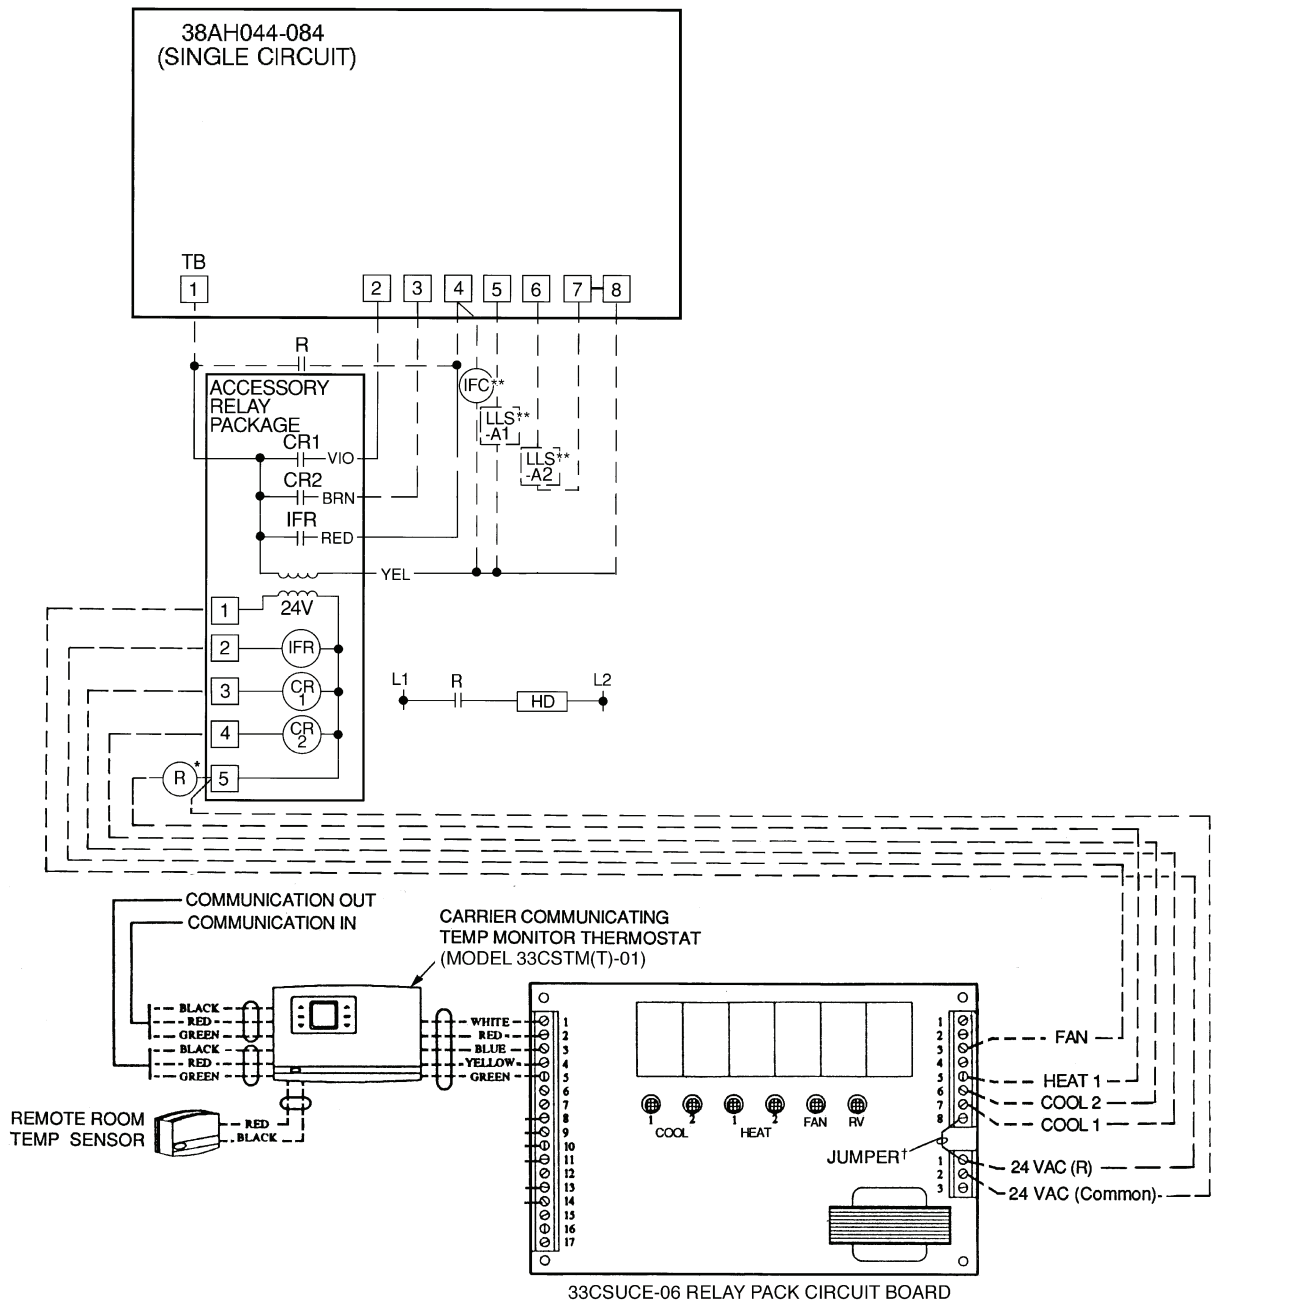 38AH044-084
(SINGLE CIRCUIT)
TB
1 2 3 4 5 6 7 8
R
IFC**
ACCESSORY
RELAY
PACKAGE
LLS**
-A1
CR1
VIO
LLS**
-A2
CR2
BRN
IFR
RED
YEL
24V
1
2 IFR
3 CR
1
4 CR
2
R* 5
L1 R HD L2
COMMUNICATION OUT
COMMUNICATION IN
CARRIER COMMUNICATING
TEMP MONITOR THERMOSTAT
(MODEL 33CSTM(T)-01)
BLACK
RED
GREEN
BLACK
RED
GREEN
WHITE
RED
BLUE
YELLOW
GREEN
REMOTE ROOM
TEMP SENSOR
RED
BLACK
1
2
3
4
5
6
7
8
9
10
11
12
13
14
15
16
17
1 2 1 2
COOL HEAT FAN RV
1
2
3
4
5
6
7
8
JUMPER†
1
2
3
FAN
HEAT 1
COOL 2
COOL 1
24 VAC (R)
24 VAC (Common)
33CSUCE-06 RELAY PACK CIRCUIT BOARD